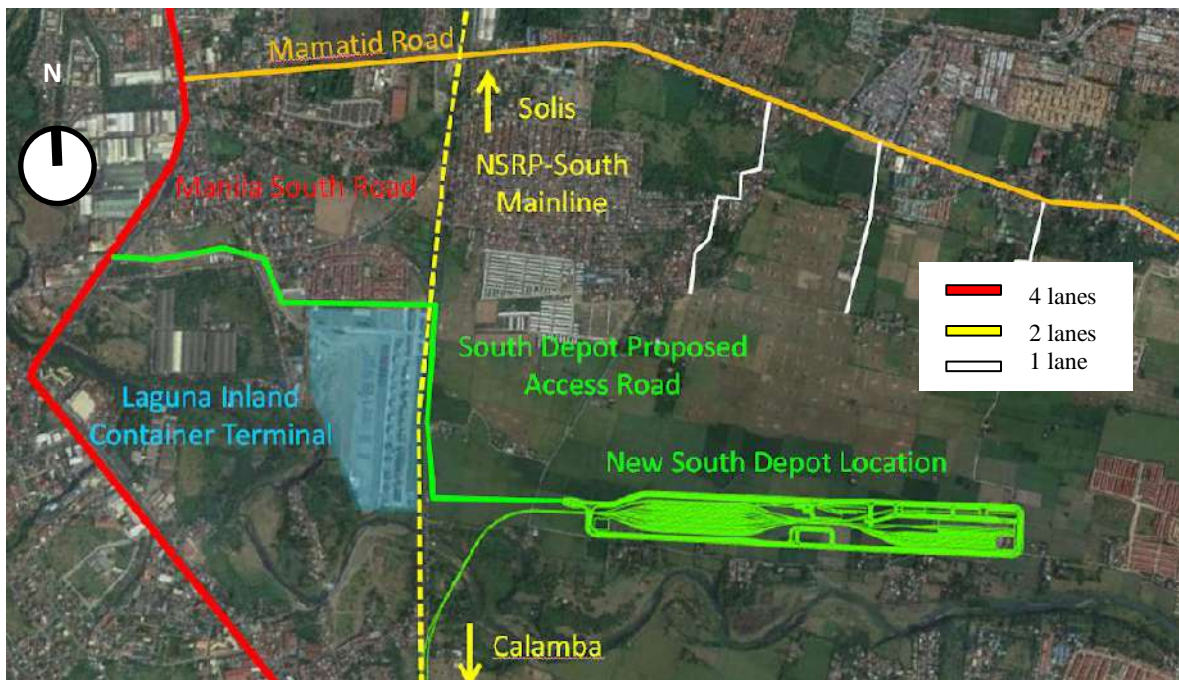 Mamatid Road
N
Solis
NSRP-South
Mainline
Manila South Road
4 lanes
2 lanes
1 lane
South Depot Proposed
Access Road
Laguna Inland
Container Terminal
New South Depot Location
Calamba